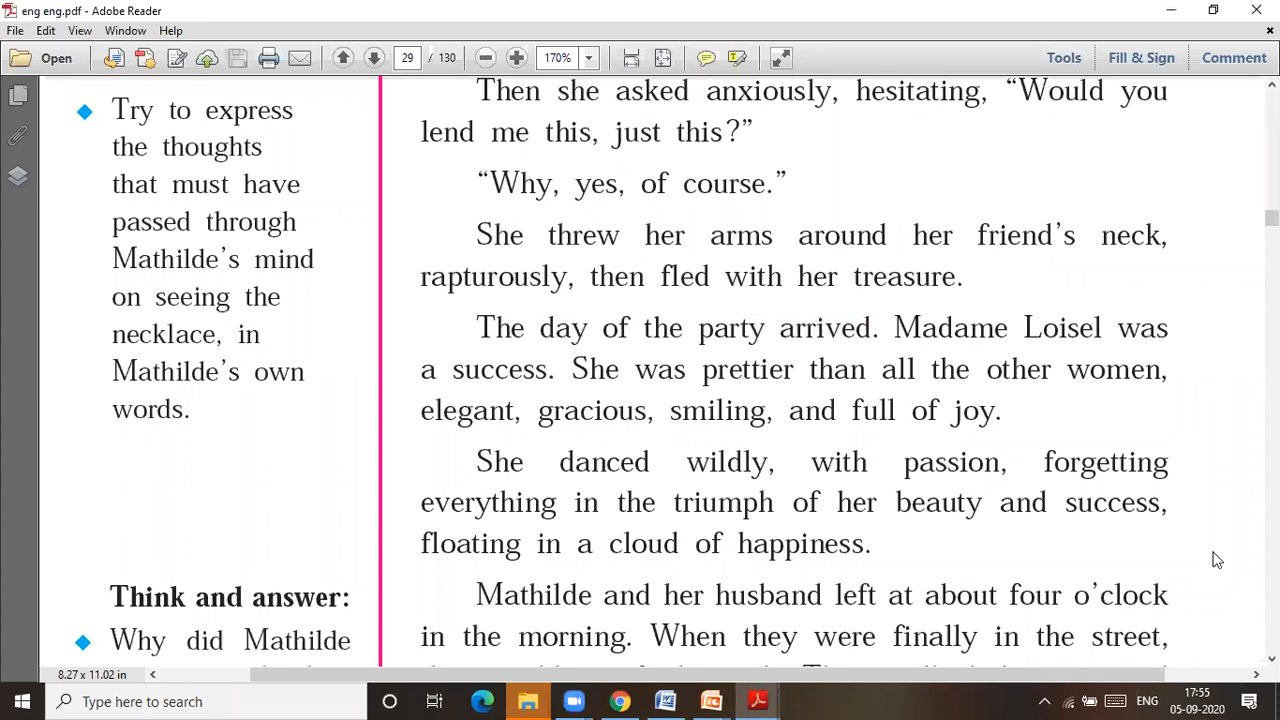 eng eng.pdf - Adobe Reader
File Edit View Window Help
Open 29 / 130 170% Tools Fill & Sign Comment
Try to express
the thoughts
that must have
passed through
Mathilde's mind
on seeing the
necklace, in
Mathilde's own
words.
Think and answer:
Why did Mathilde
Then she asked anxiously, hesitating, “Would you
lend me this, just this?”
“Why, yes, of course.”
She threw her arms around her friend's neck,
rapturously, then fled with her treasure.
The day of the party arrived. Madame Loisel was
a success. She was prettier than all the other women,
elegant, gracious, smiling, and full of joy.
She danced wildly, with passion, forgetting
everything in the triumph of her beauty and success,
floating in a cloud of happiness.
Mathilde and her husband left at about four o'clock
in the morning. When they were finally in the street,
8.27 x 11.02 in
Type here to search
ENG
17:55
05-09-2020